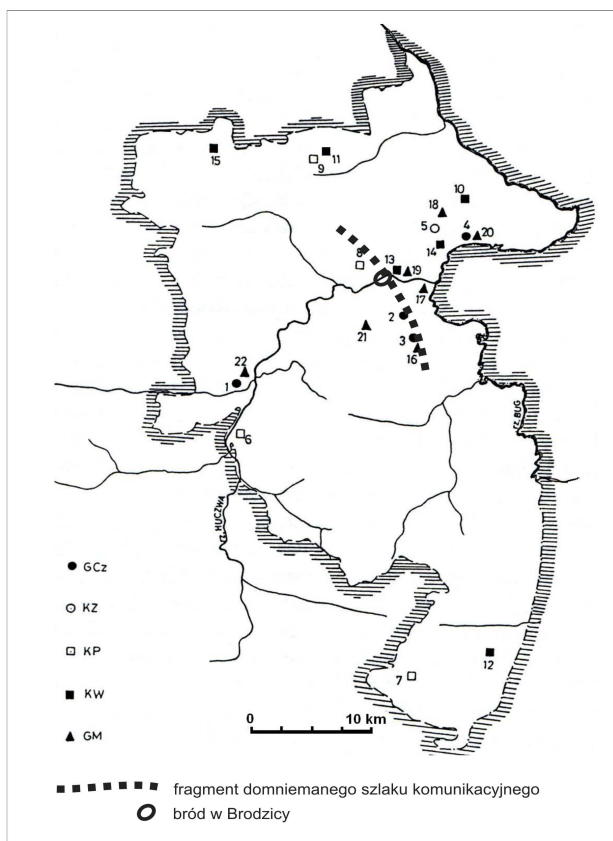 15
11
9
10
18
5
4
20
14
8
13
19
17
2
21
3
16
22
1
6
rz. BUG
rz. HUCZWA
GCz
KZ
KP
KW
GM
12
7
0 10 km
fragment domniemanego szlaku komunikacyjnego
bród w Brodzicy